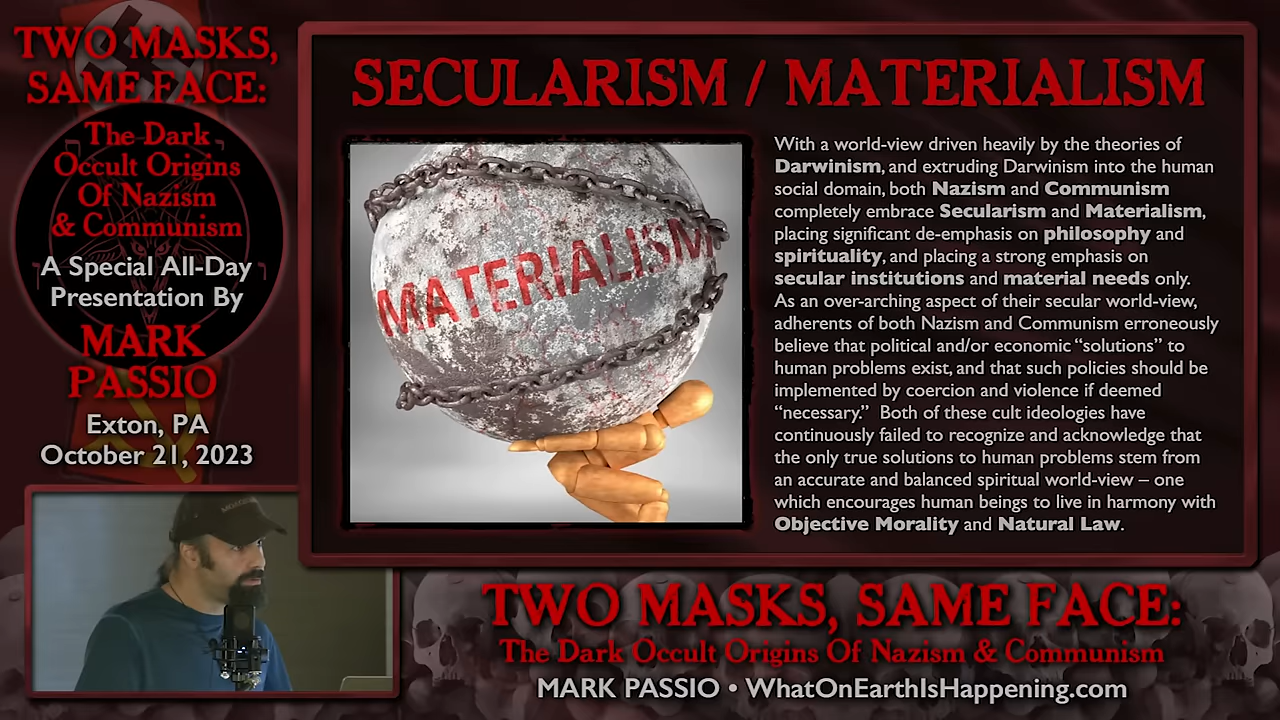 TWO MASKS,
SAME FACE:
The Dark
Occult Origins
Of Nazism
& Communism
A Special All-Day
Presentation By
MARK
PASSIO
Exton, PA
October 21, 2023
SECULARISM / MATERIALISM
MATERIALISM
With a world-view driven heavily by the theories of
Darwinism, and extruding Darwinism into the human
social domain, both Nazism and Communism
completely embrace Secularism and Materialism,
placing significant de-emphasis on philosophy and
spirituality, and placing a strong emphasis on
secular institutions and material needs only.
As an over-arching aspect of their secular world-view,
adherents of both Nazism and Communism erroneously
believe that political and/or economic “solutions” to
human problems exist, and that such policies should be
implemented by coercion and violence if deemed
“necessary.” Both of these cult ideologies have
continuously failed to recognize and acknowledge that
the only true solutions to human problems stem from
an accurate and balanced spiritual world-view – one
which encourages human beings to live in harmony with
Objective Morality and Natural Law.
TWO MASKS, SAME FACE:
The Dark Occult Origins Of Nazism & Communism
MARK PASSIO • WhatOnEarthIsHappening.com